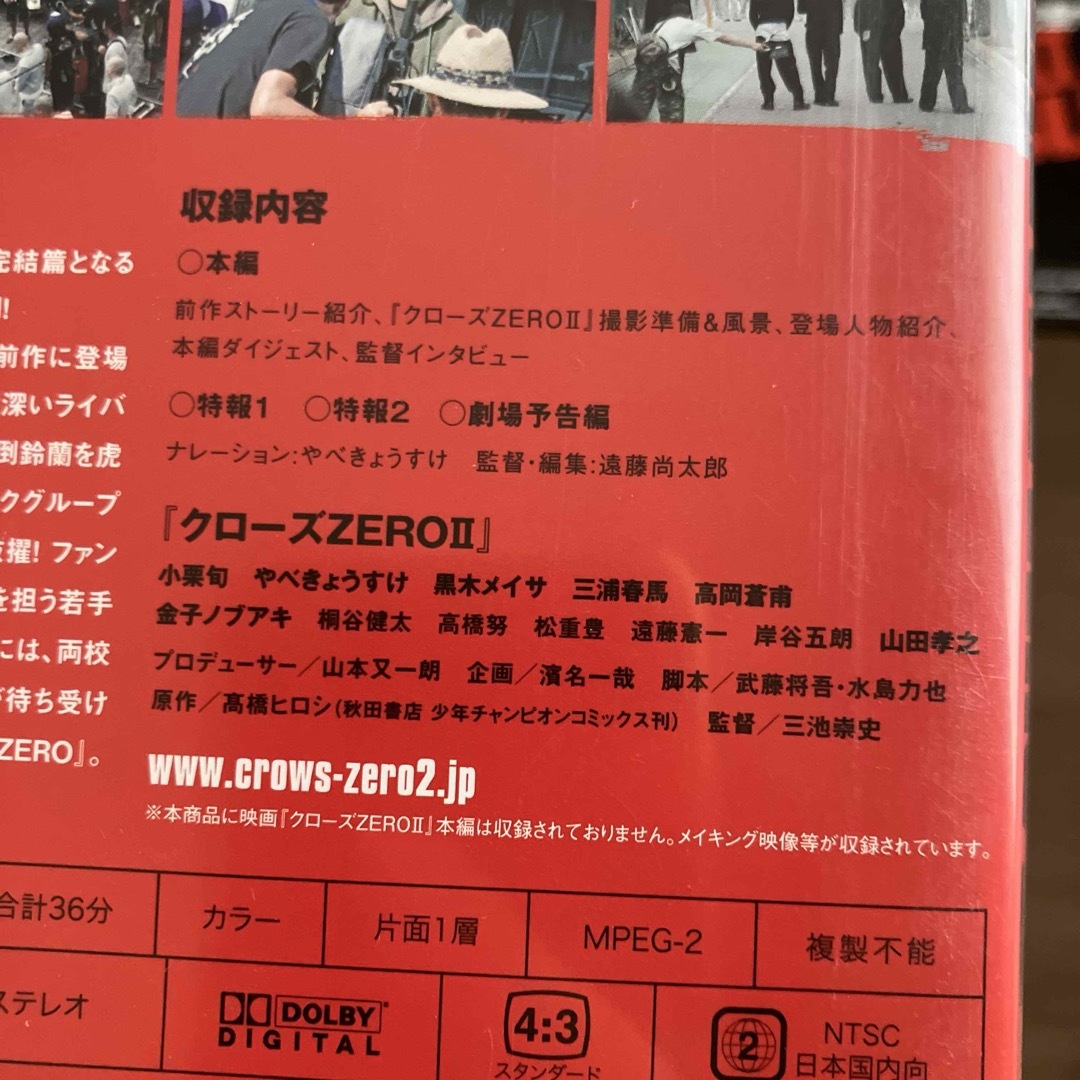 完結篇となる
!!
前作に登場
深いライバ
倒鈴蘭を虎
クグループ
抜擢! ファン
を担う若手
には、両校
が待ち受け
ZERO』。
収録内容
○本編
前作ストーリー紹介、『クローズZEROⅡ』撮影準備&風景、登場人物紹介、
本編ダイジェスト、監督インタビュー
○特報1 ○特報2 ○劇場予告編
ナレーション:やべきょうすけ 監督・編集:遠藤尚太郎
『クローズZEROⅡ』
小栗旬 やべきょうすけ 黒木メイサ 三浦春馬 高岡蒼甫
金子ノブアキ 桐谷健太 高橋努 松重豊 遠藤憲一 岸谷五朗 山田孝之
プロデューサー/山本又一朗 企画/濱名一哉 脚本/武藤将吾・水島力也
原作/髙橋ヒロシ(秋田書店 少年チャンピオンコミックス刊) 監督/三池崇史
www.crows-zero2.jp
※本商品に映画『クローズZEROⅡ』本編は収録されておりません。メイキング映像等が収録されています。
合計36分 カラー 片面1層 MPEG-2 複製不能
ステレオ
DOLBY
DIGITAL
4:3
スタンダード
2
NTSC
日本国内向